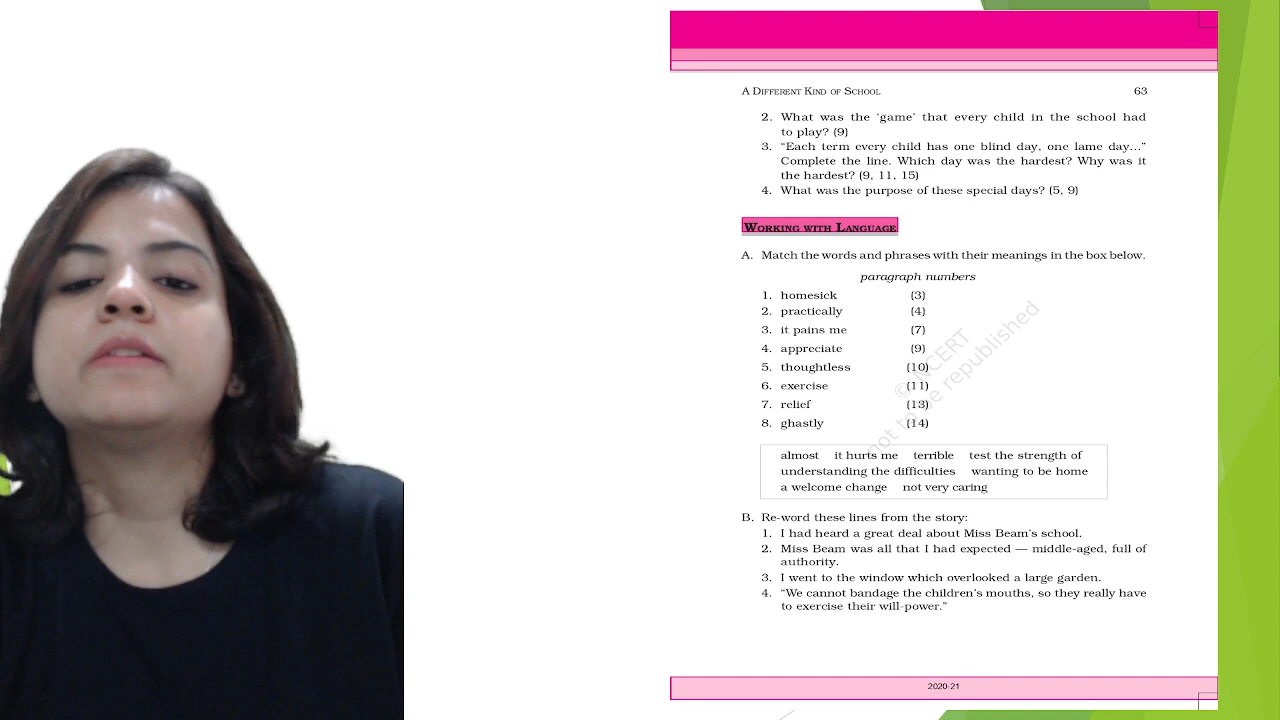 A DIFFERENT KIND OF SCHOOL 63
2. What was the ‘game’ that every child in the school had
to play? (9)
3. “Each term every child has one blind day, one lame day...”
Complete the line. Which day was the hardest? Why was it
the hardest? (9, 11, 15)
4. What was the purpose of these special days? (5, 9)
WORKING WITH LANGUAGE
A. Match the words and phrases with their meanings in the box below.
paragraph numbers
1. homesick (3)
2. practically (4)
3. it pains me (7)
4. appreciate (9)
5. thoughtless (10)
6. exercise (11)
7. relief (13)
8. ghastly (14)
© NCERT
not to be republished
almost it hurts me terrible test the strength of
understanding the difficulties wanting to be home
a welcome change not very caring
B. Re-word these lines from the story:
1. I had heard a great deal about Miss Beam’s school.
2. Miss Beam was all that I had expected — middle-aged, full of
authority.
3. I went to the window which overlooked a large garden.
4. “We cannot bandage the children’s mouths, so they really have
to exercise their will-power.”
2020-21